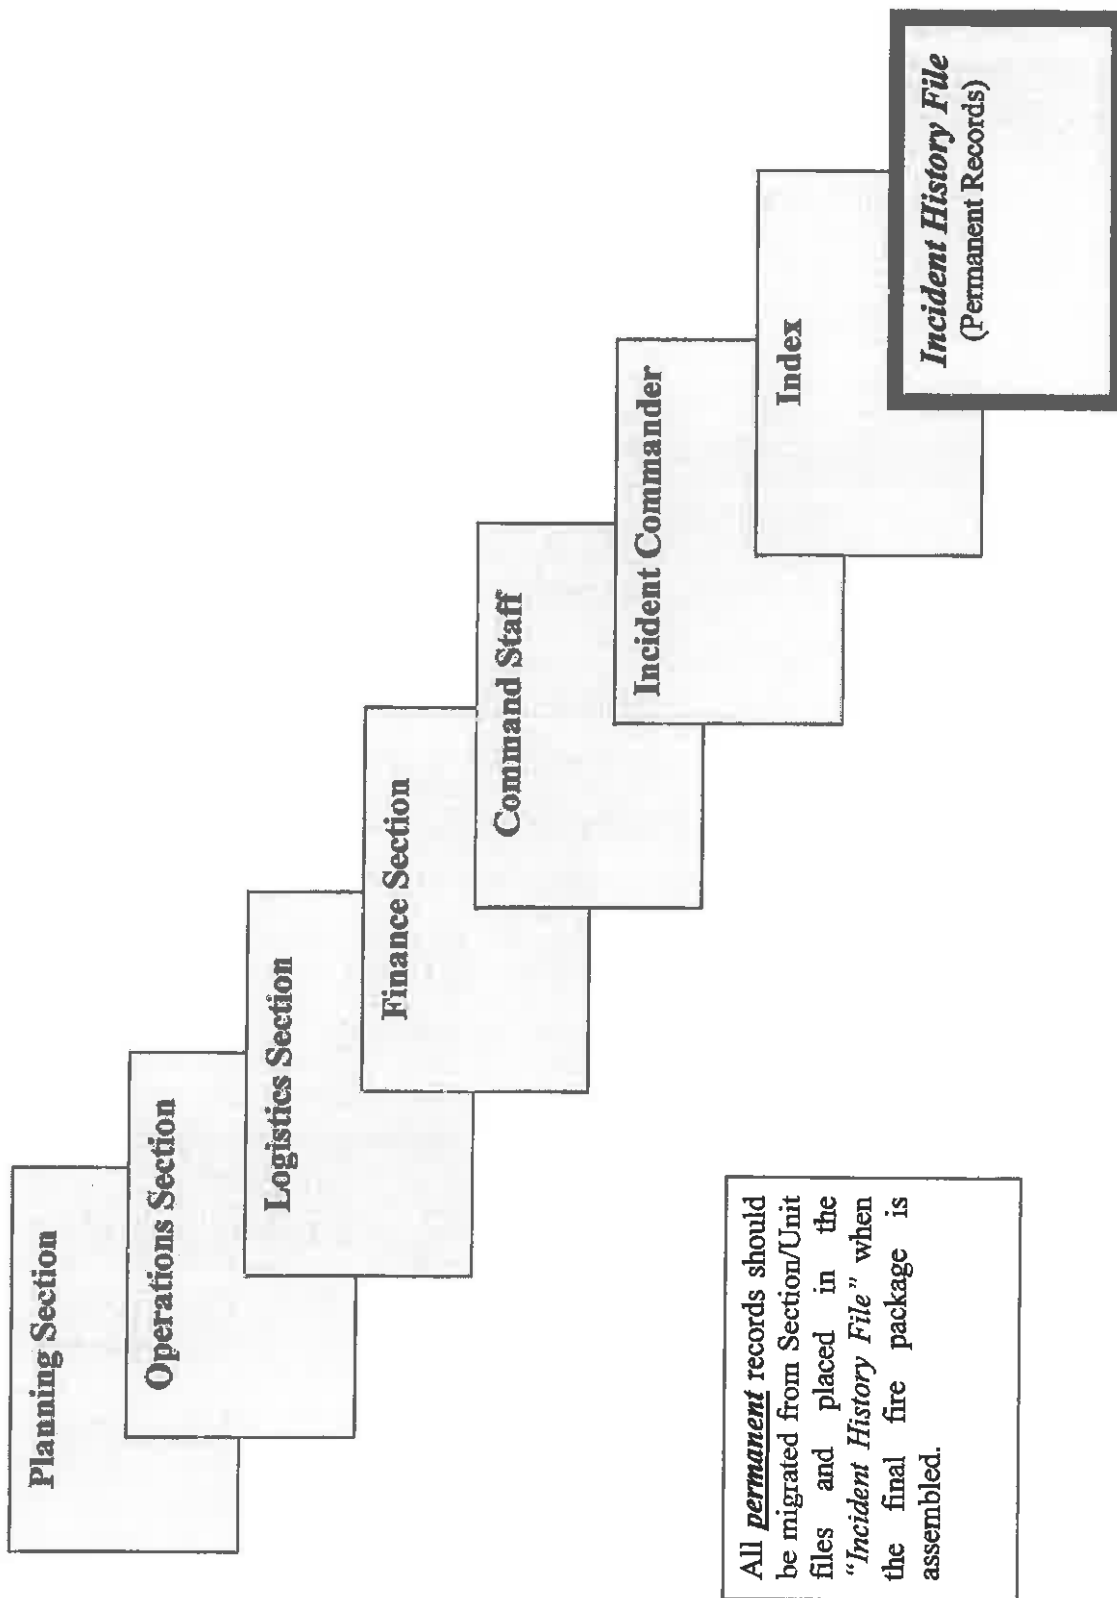 Planning Section
Operations Section
Logistics Section
Finance Section
Command Staff
Incident Commander
Index
Incident History File
(Permanent Records)
All permanent records should
be migrated from Section/Unit
files and placed in the
"Incident History File" when
the final fire package is
assembled.